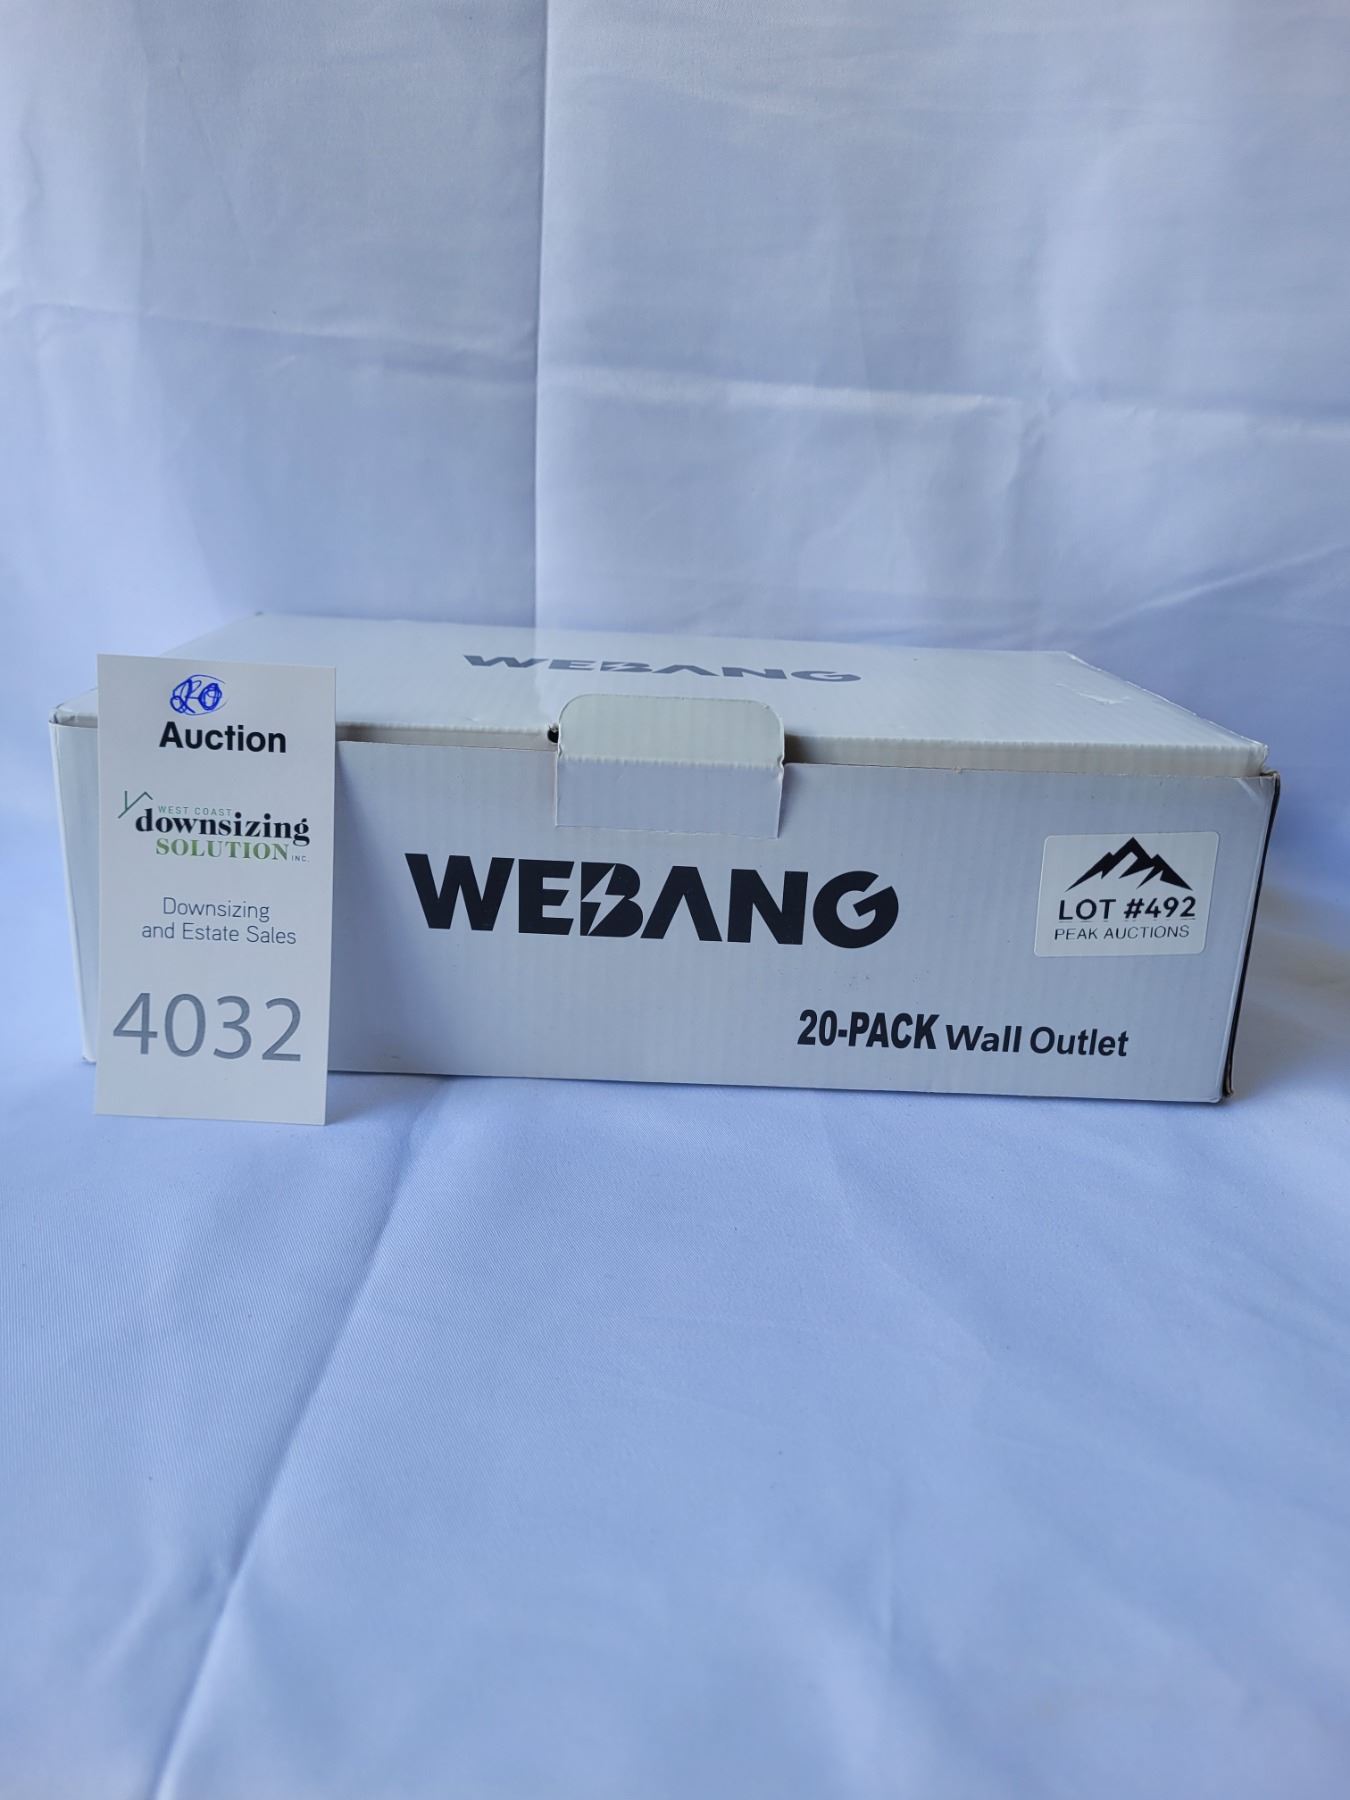 WEBANG
20
Auction
WEST COAST
downsizing
SOLUTION INC.
Downsizing
and Estate Sales
4032
WEBANG
20-PACK Wall Outlet
LOT #492
PEAK AUCTIONS